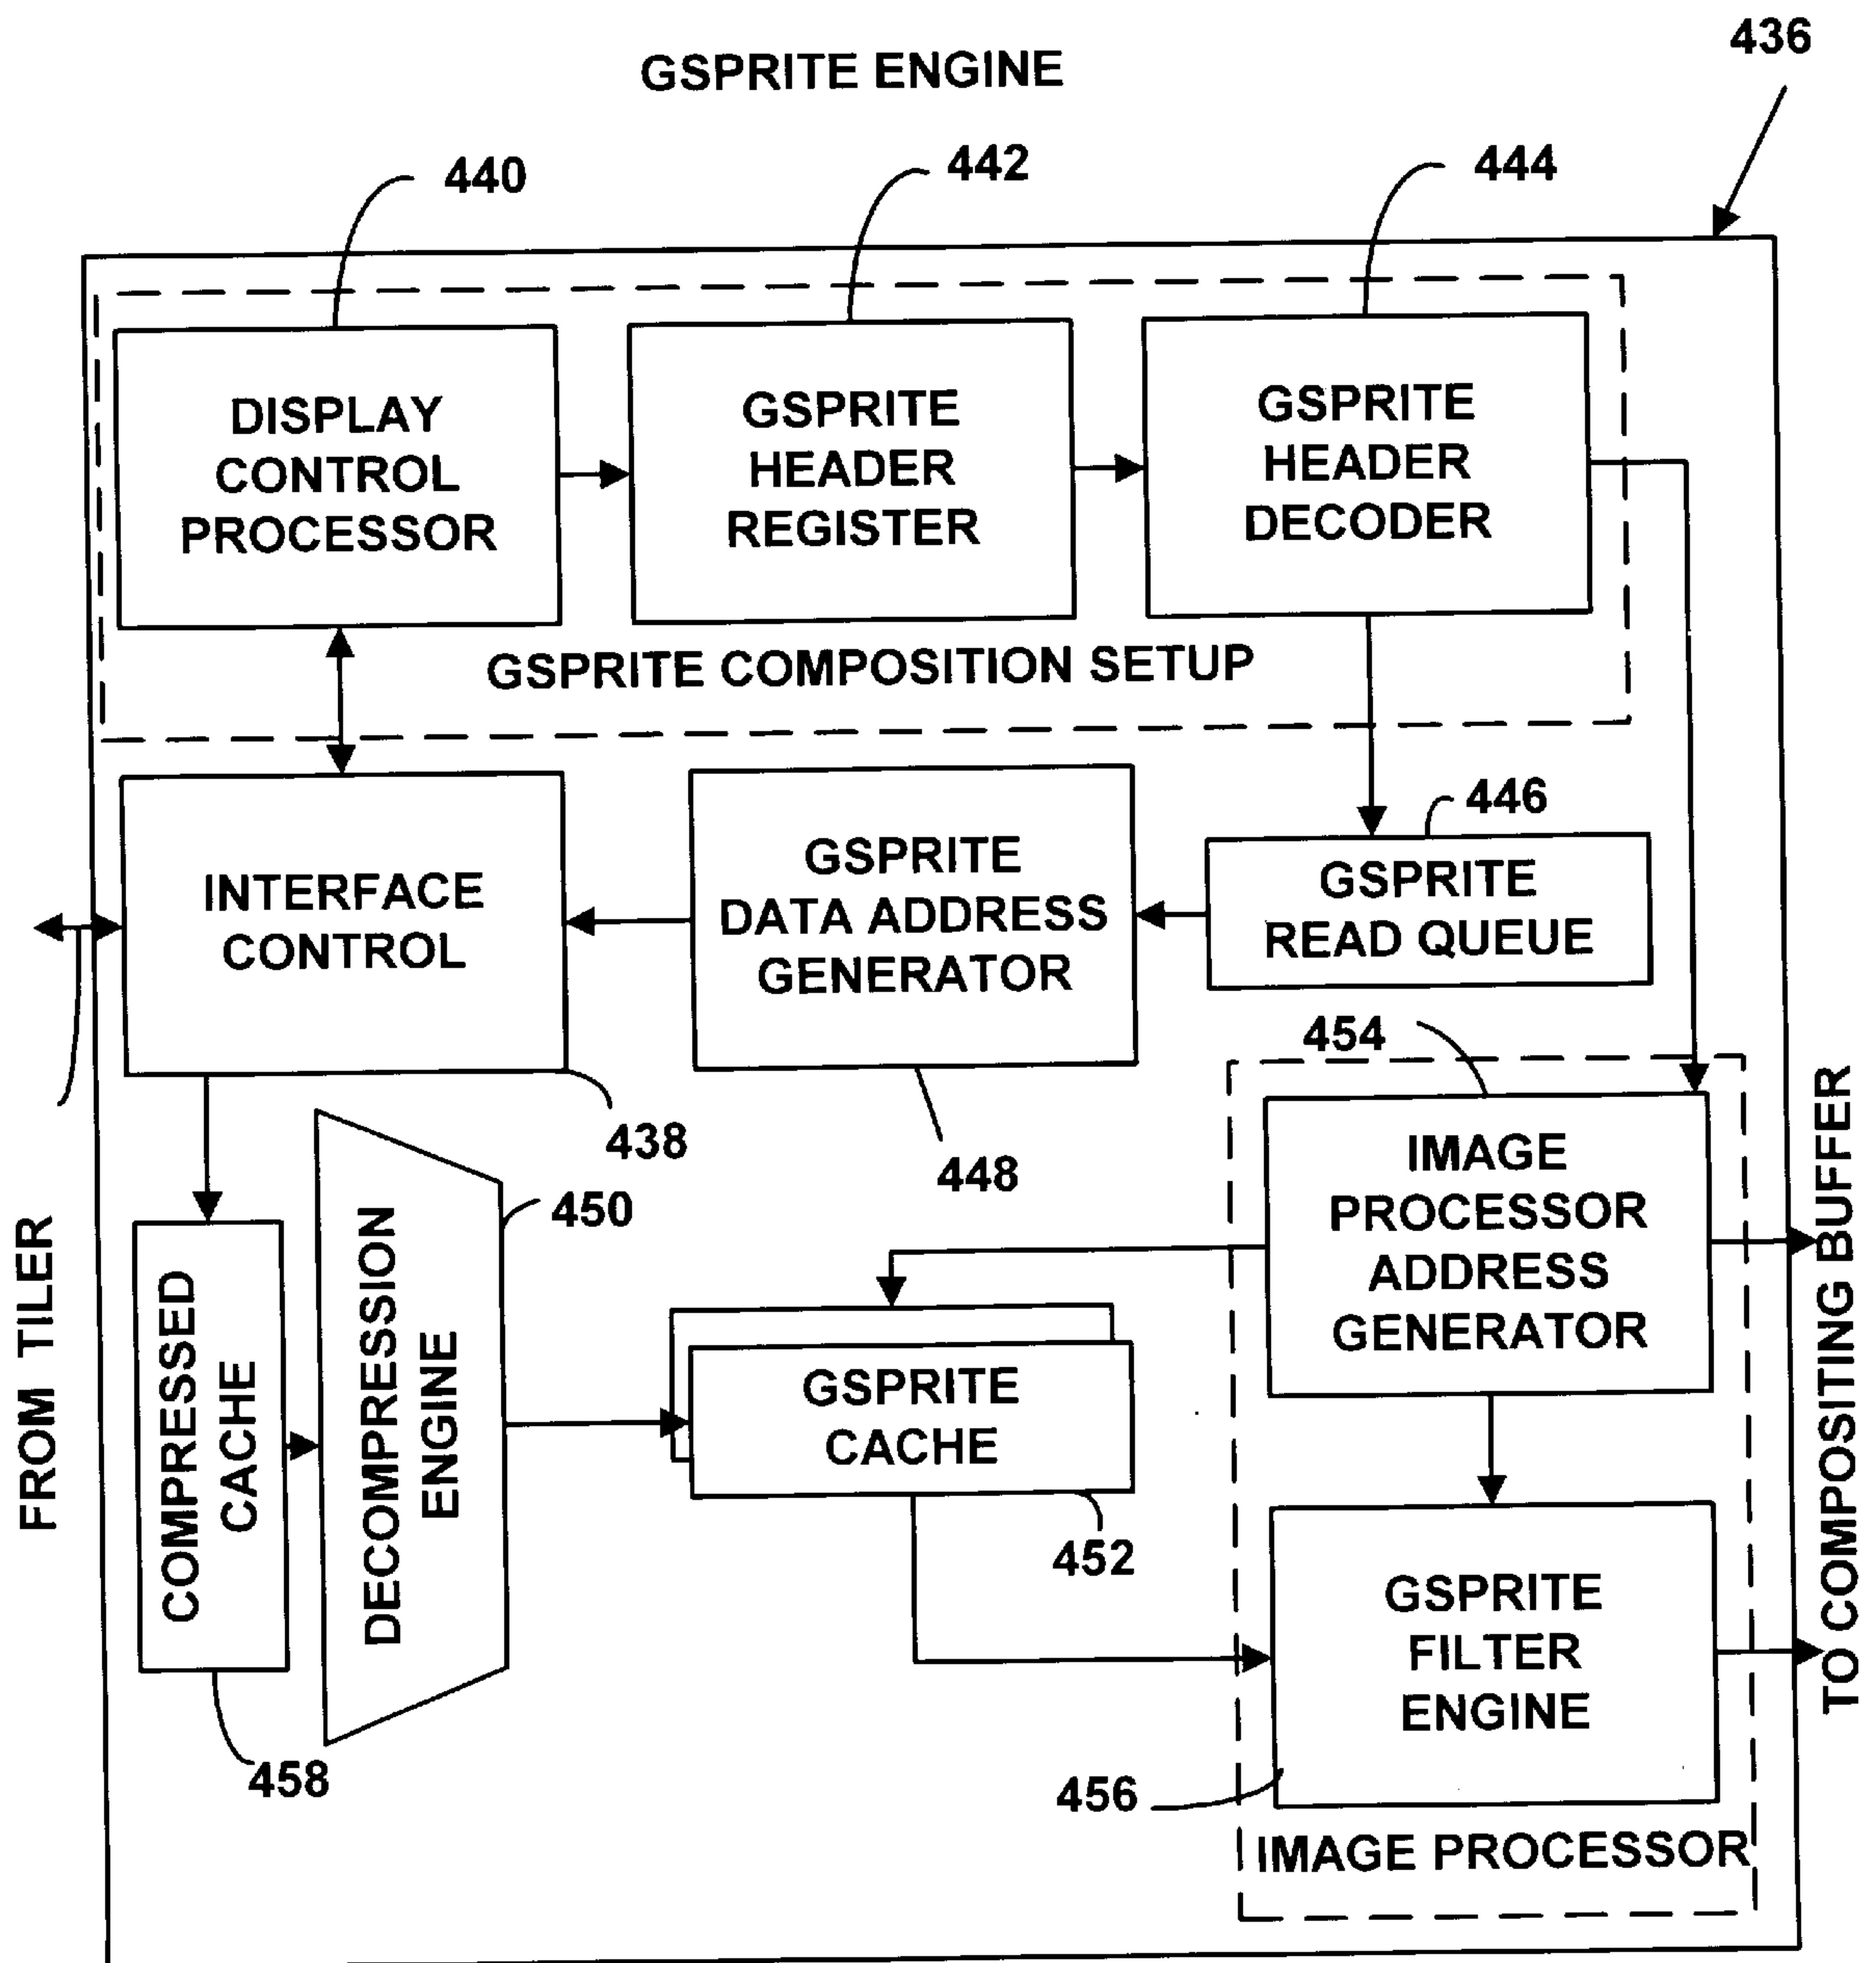 436
GSPRITE ENGINE
440
442
444
DISPLAY
CONTROL
PROCESSOR
GSPRITE
HEADER
REGISTER
GSPRITE
HEADER
DECODER
GSPRITE COMPOSITION SETUP
INTERFACE
CONTROL
438
GSPRITE
DATA ADDRESS
GENERATOR
448
446
GSPRITE
READ QUEUE
454
IMAGE
PROCESSOR
ADDRESS
GENERATOR
FROM TILER
COMPRESSED
CACHE
458
DECOMPRESSION
ENGINE
450
GSPRITE
CACHE
452
GSPRITE
FILTER
ENGINE
456
IMAGE PROCESSOR
TO COMPOSITING BUFFER